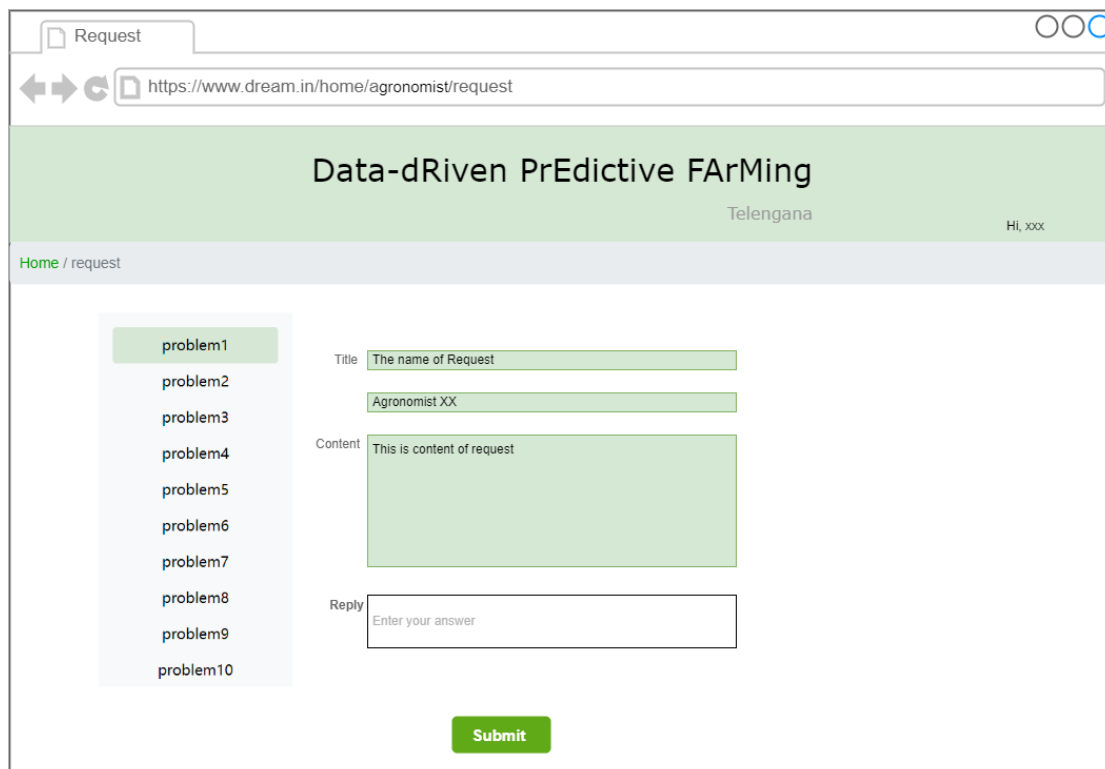 Request
https://www.dream.in/home/agronomist/request
Data-dRiven PrEdictive FArMing
Telengana
Hi, xxx
Home / request
problem1
problem2
problem3
problem4
problem5
problem6
problem7
problem8
problem9
problem10
Title The name of Request
Agronomist XX
Content This is content of request
Reply Enter your answer
Submit